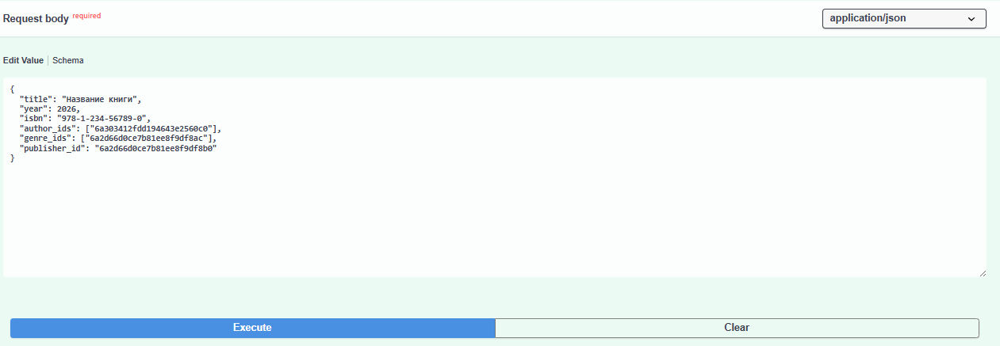 Request body required
application/json
Edit Value Schema
{
"title": "Название книги",
"year": 2026,
"isbn": "978-1-234-56789-0",
"author_ids": ["6a303412fdd194643e2560c0"],
"genre_ids": ["6a2d66d0ce7b81ee8f9df8ac"],
"publisher_id": "6a2d66d0ce7b81ee8f9df8b0"
}
Execute
Clear